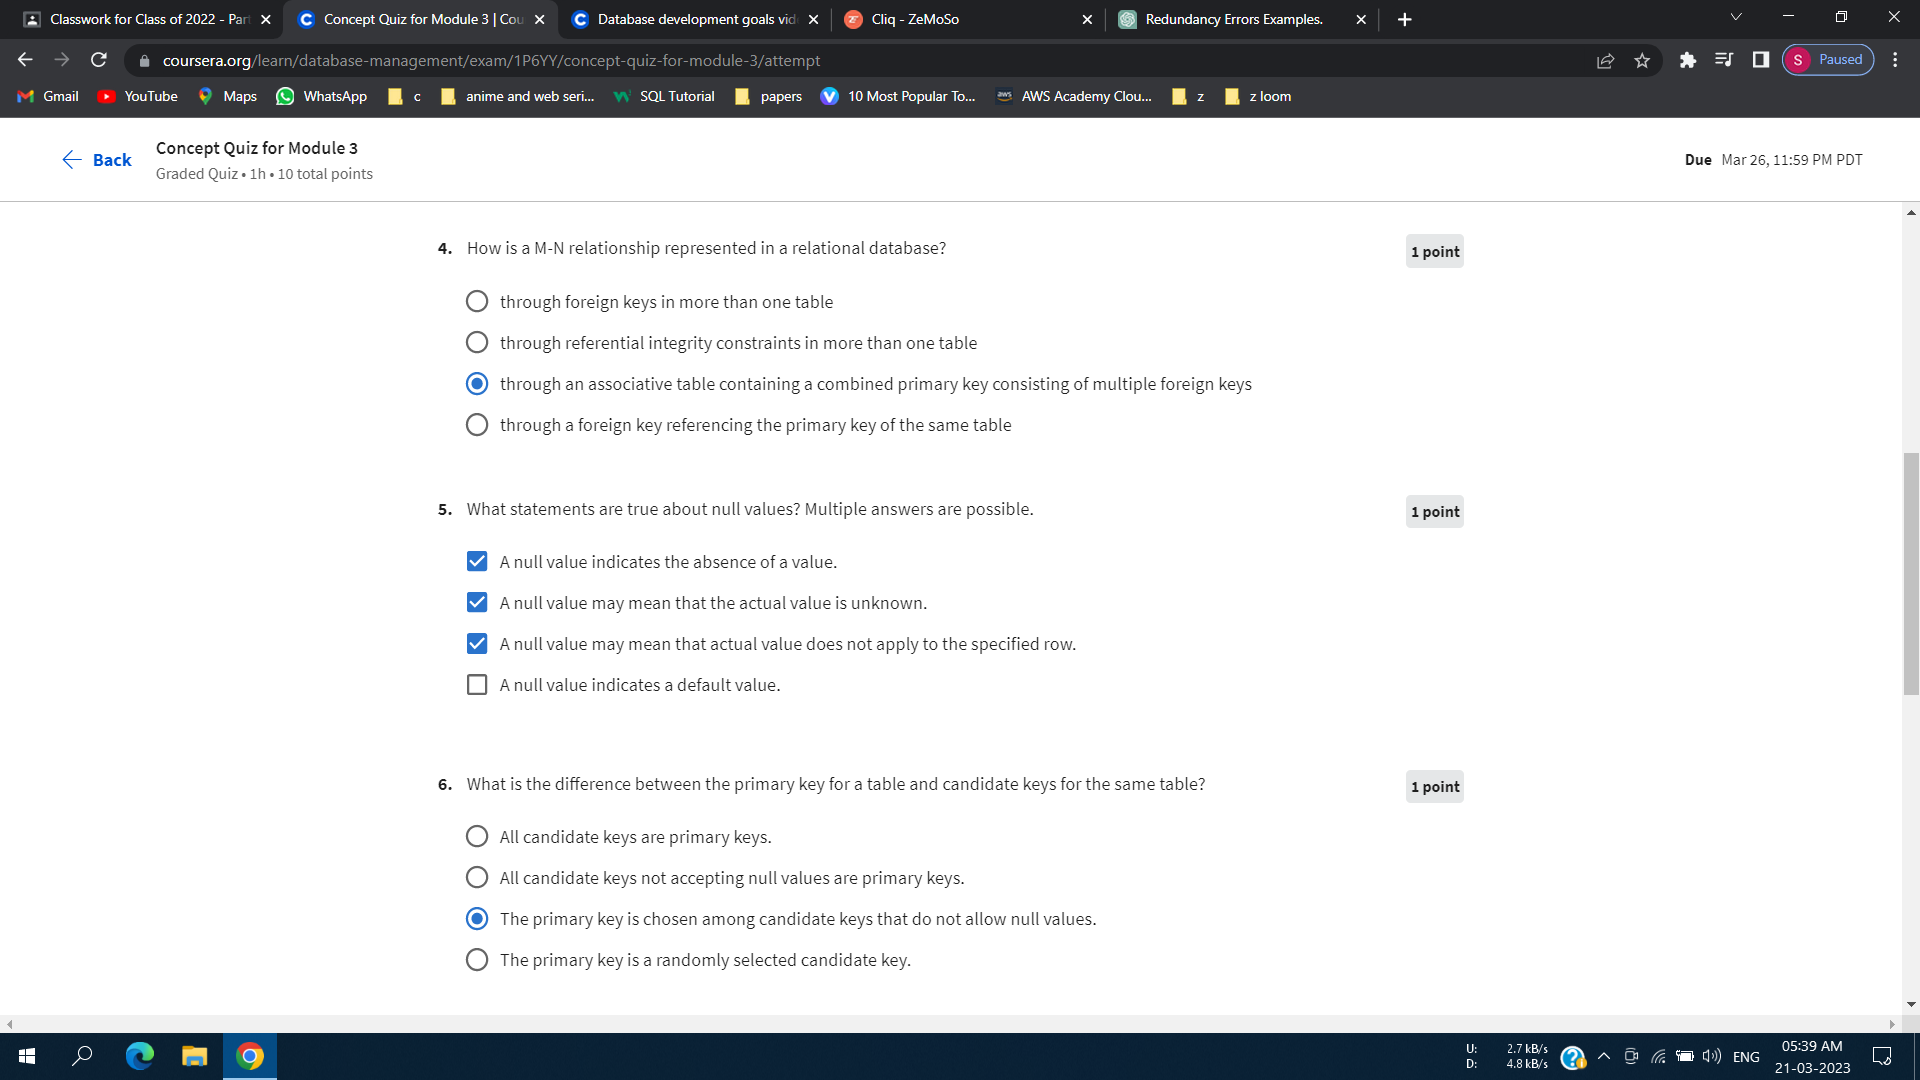 Classwork for Class of 2022 - Par
Concept Quiz for Module 3 | Cou
Database development goals vid
Cliq - ZeMoSo
Redundancy Errors Examples.
coursera.org/learn/database-management/exam/1P6YY/concept-quiz-for-module-3/attempt
S Paused
Gmail YouTube Maps WhatsApp c anime and web seri... SQL Tutorial papers 10 Most Popular To... AWS Academy Clou... z z loom
Back
Concept Quiz for Module 3
Graded Quiz • 1h • 10 total points
Due Mar 26, 11:59 PM PDT
4. How is a M-N relationship represented in a relational database?
1 point
through foreign keys in more than one table
through referential integrity constraints in more than one table
through an associative table containing a combined primary key consisting of multiple foreign keys
through a foreign key referencing the primary key of the same table
5. What statements are true about null values? Multiple answers are possible.
1 point
A null value indicates the absence of a value.
A null value may mean that the actual value is unknown.
A null value may mean that actual value does not apply to the specified row.
A null value indicates a default value.
6. What is the difference between the primary key for a table and candidate keys for the same table?
1 point
All candidate keys are primary keys.
All candidate keys not accepting null values are primary keys.
The primary key is chosen among candidate keys that do not allow null values.
The primary key is a randomly selected candidate key.
U: 2.7 kB/s
D: 4.8 kB/s
ENG
05:39 AM
21-03-2023